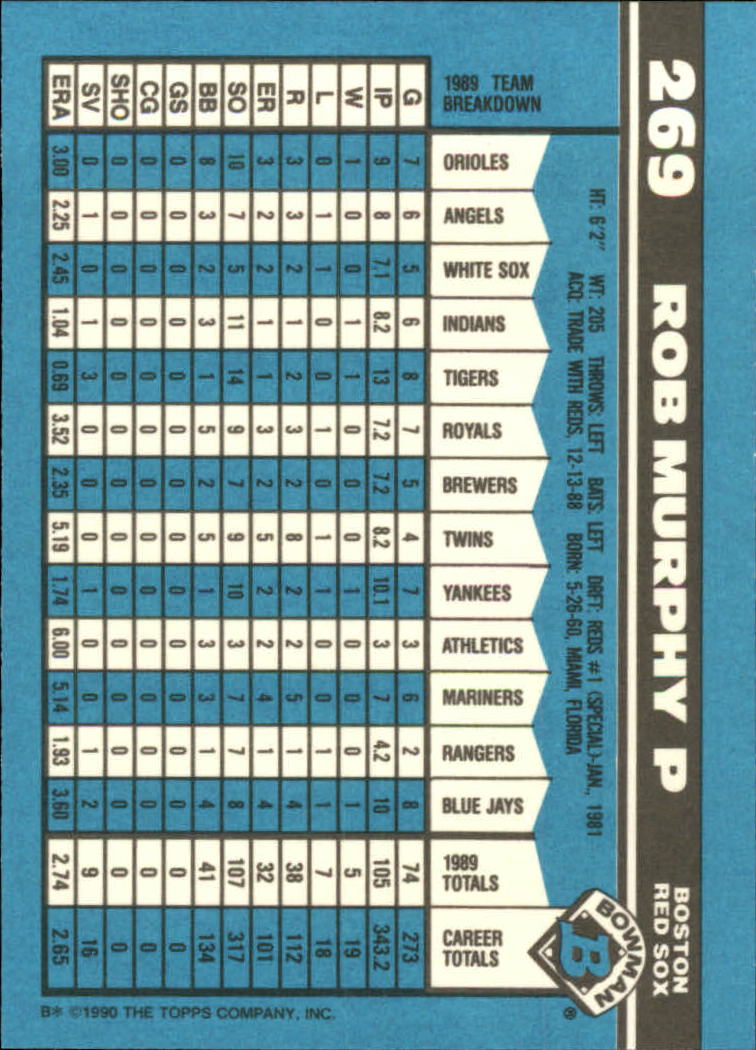 269 ROB MURPHY P
BOSTON
RED SOX
HT: 6'2" WT: 205 THROWS: LEFT BATS: LEFT DRFT: REDS #1 (SPECIAL)-JAN., 1981
ACQ: TRADE WITH REDS, 12-13-88 BORN: 5-26-60, MIAMI, FLORIDA
BOWMAN
B
®
1989 TEAM
BREAKDOWN
G IP W L R ER SO BB GS CG SHO SV ERA
ORIOLES 7 9 1 0 3 3 10 8 0 0 0 0 3.00
ANGELS 6 8 0 1 3 2 7 3 0 0 0 1 2.25
WHITE SOX 5 7.1 0 1 2 2 5 2 0 0 0 0 2.45
INDIANS 6 8.2 1 0 1 1 11 3 0 0 0 1 1.04
TIGERS 8 13 1 0 2 1 14 1 0 0 0 3 0.69
ROYALS 7 7.2 0 1 3 3 9 5 0 0 0 0 3.52
BREWERS 5 7.2 0 0 2 2 7 2 0 0 0 0 2.35
TWINS 4 8.2 0 1 8 5 9 5 0 0 0 0 5.19
YANKEES 7 10.1 1 1 2 2 10 1 0 0 0 1 1.74
ATHLETICS 3 3 0 0 2 2 3 3 0 0 0 0 6.00
MARINERS 6 7 0 0 5 4 7 3 0 0 0 0 5.14
RANGERS 2 4.2 0 1 1 1 7 1 0 0 0 1 1.93
BLUE JAYS 8 10 1 1 4 4 8 4 0 0 0 2 3.60
1989
TOTALS 74 105 5 7 38 32 107 41 0 0 0 9 2.74
CAREER
TOTALS 273 343.2 19 18 112 101 317 134 0 0 0 16 2.65
B* ©1990 THE TOPPS COMPANY, INC.